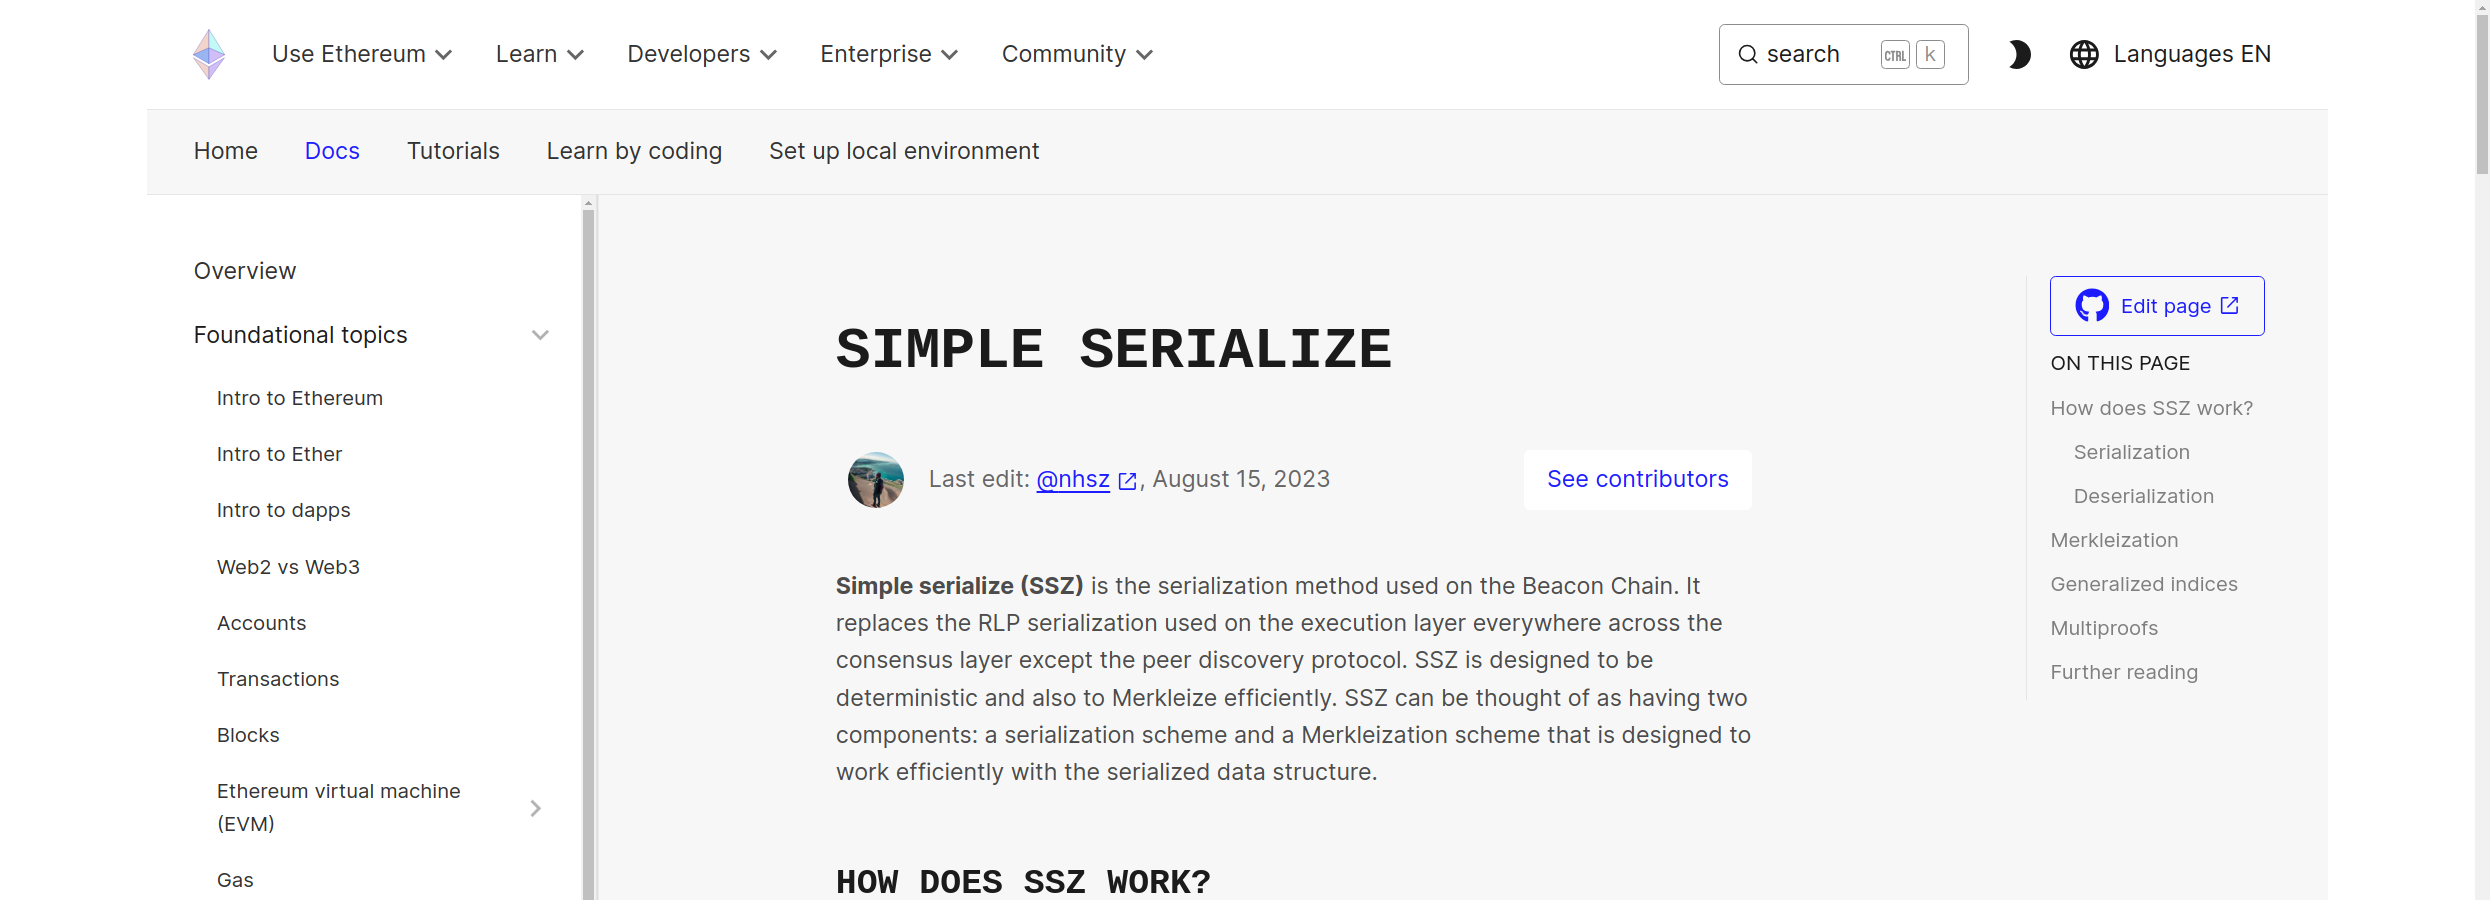 Use Ethereum Learn Developers Enterprise Community search CTRL k Languages EN
Home Docs Tutorials Learn by coding Set up local environment
Overview
Foundational topics
Intro to Ethereum
Intro to Ether
Intro to dapps
Web2 vs Web3
Accounts
Transactions
Blocks
Ethereum virtual machine
(EVM)
Gas
SIMPLE SERIALIZE
Last edit: @nhsz , August 15, 2023 See contributors
Simple serialize (SSZ) is the serialization method used on the Beacon Chain. It
replaces the RLP serialization used on the execution layer everywhere across the
consensus layer except the peer discovery protocol. SSZ is designed to be
deterministic and also to Merkleize efficiently. SSZ can be thought of as having two
components: a serialization scheme and a Merkleization scheme that is designed to
work efficiently with the serialized data structure.
HOW DOES SSZ WORK?
Edit page
ON THIS PAGE
How does SSZ work?
Serialization
Deserialization
Merkleization
Generalized indices
Multiproofs
Further reading